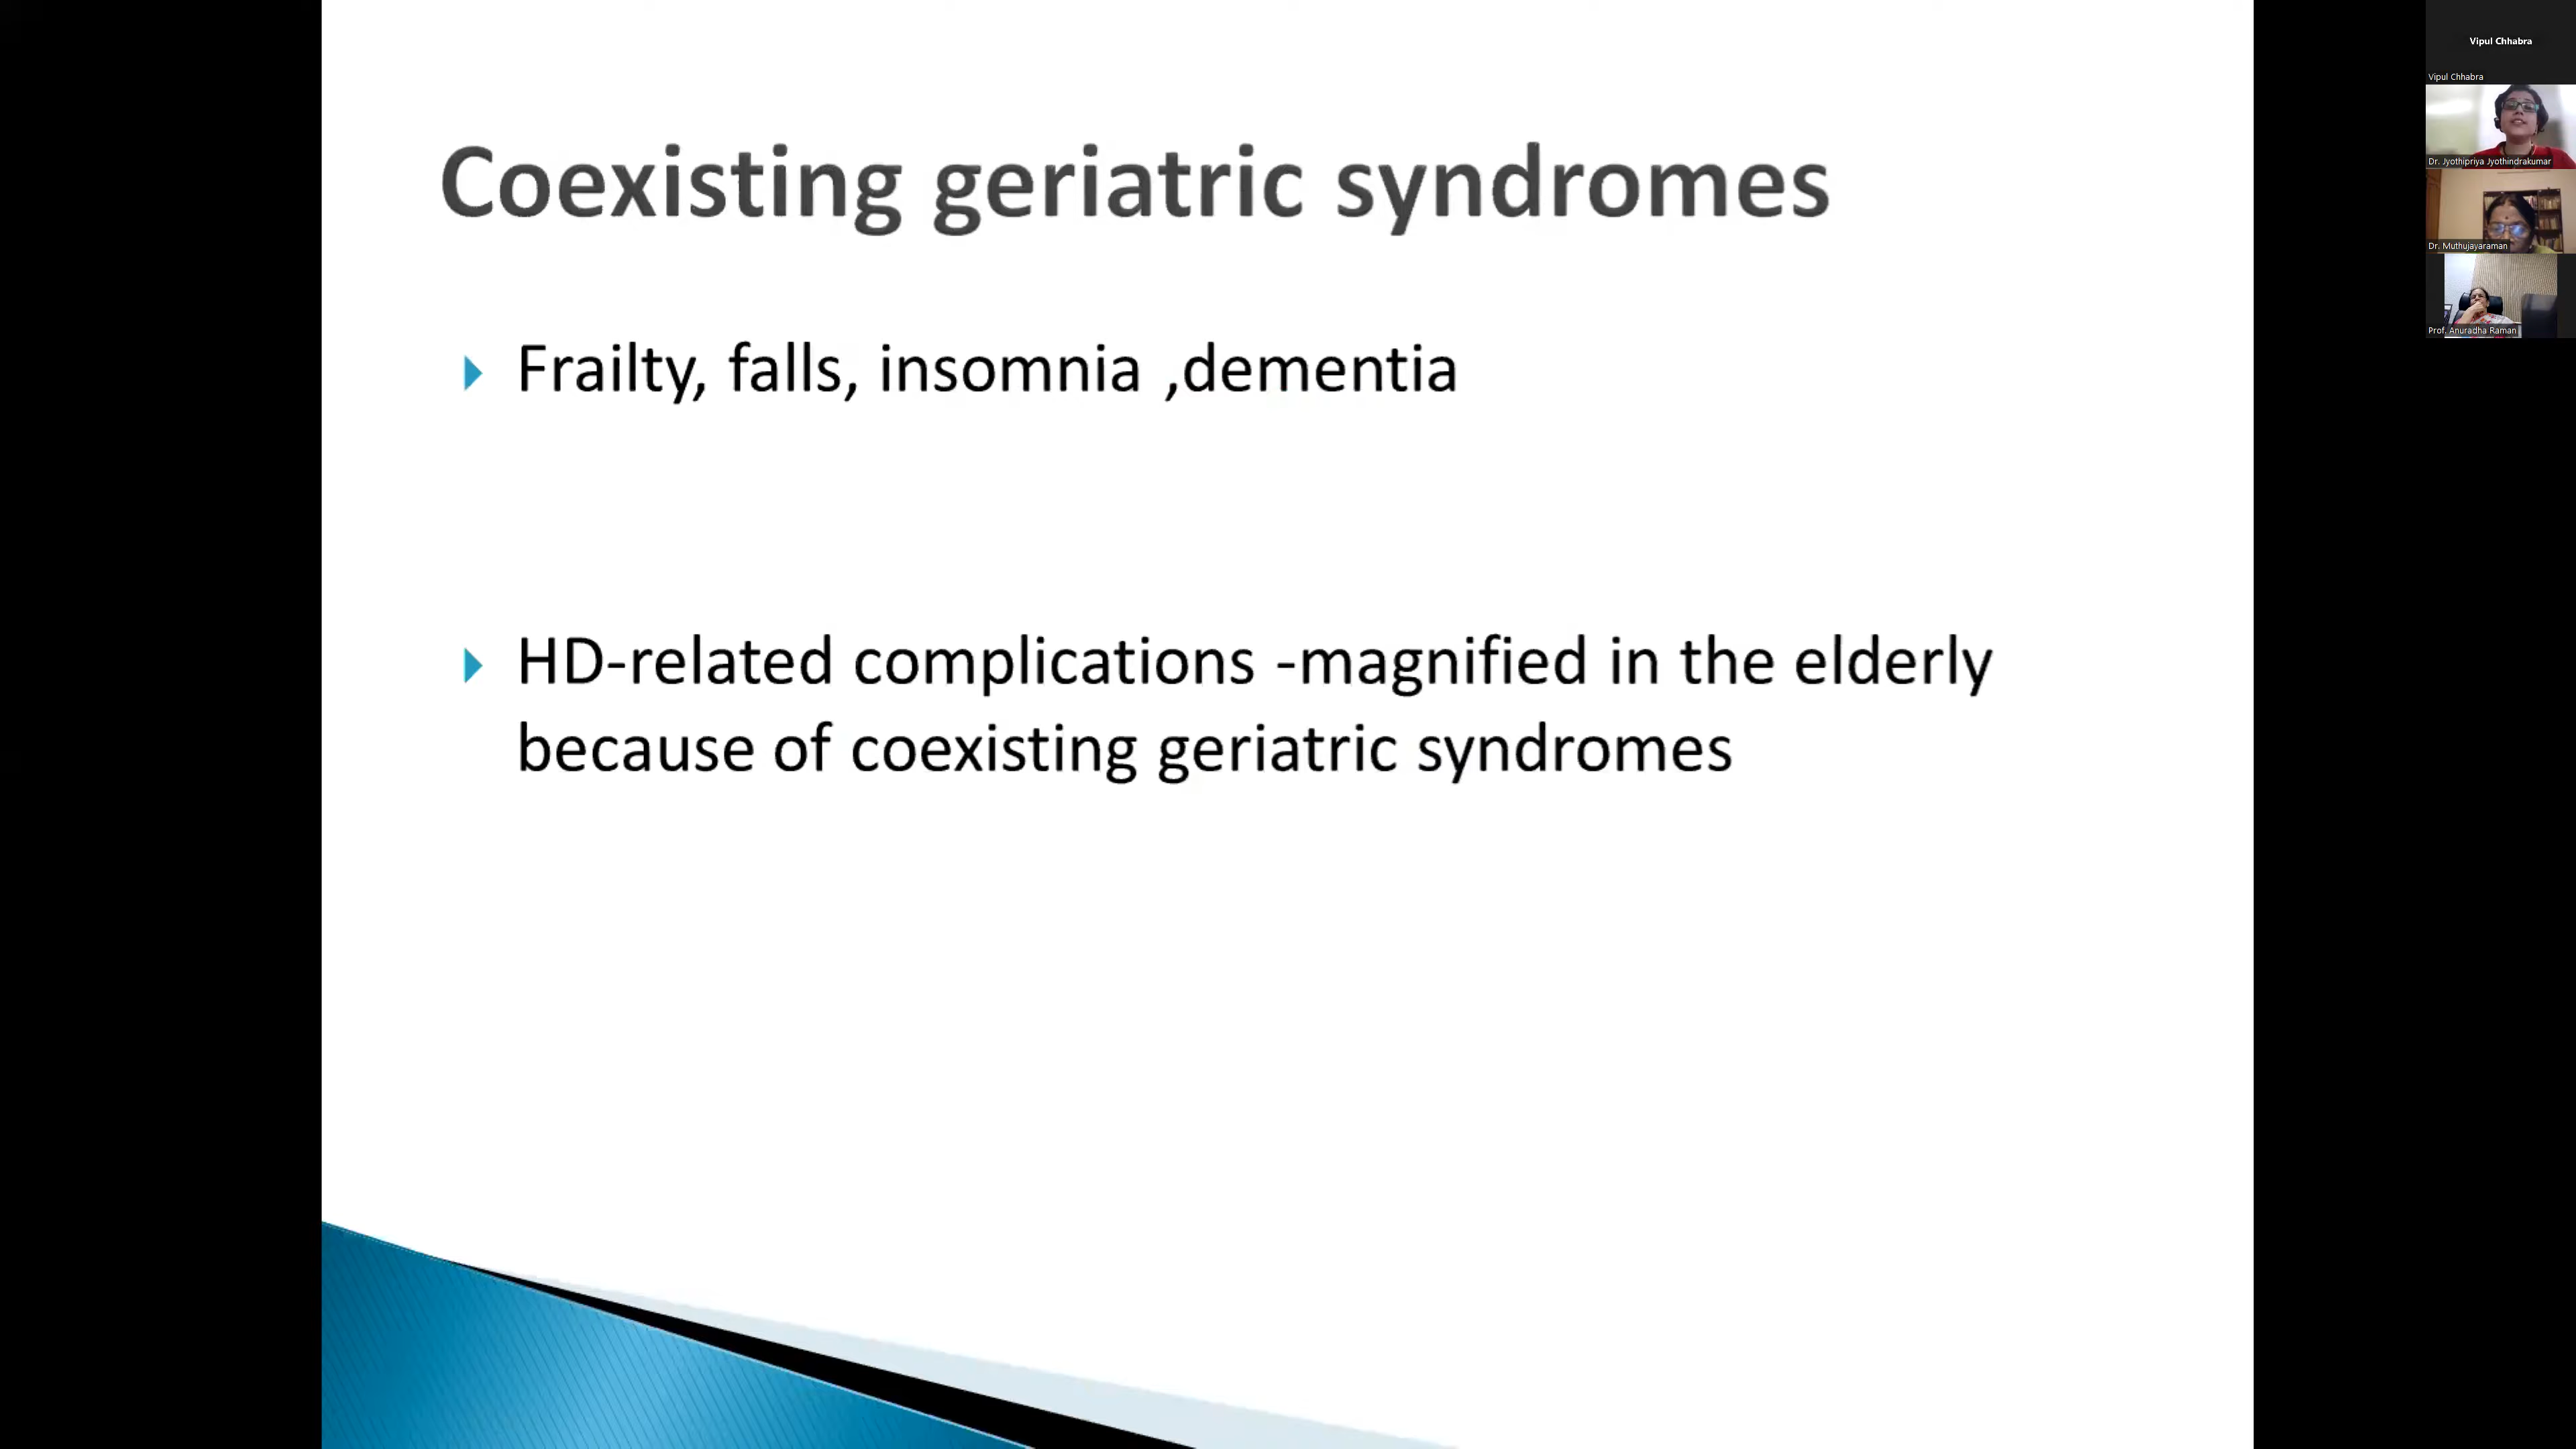 Coexisting geriatric syndromes
Frailty, falls, insomnia ,dementia
HD-related complications -magnified in the elderly
because of coexisting geriatric syndromes
Vipul Chhabra
Vipul Chhabra
Dr. Jyothipriya Jyothindrakumar
Dr. Muthujayaraman
Prof. Anuradha Raman